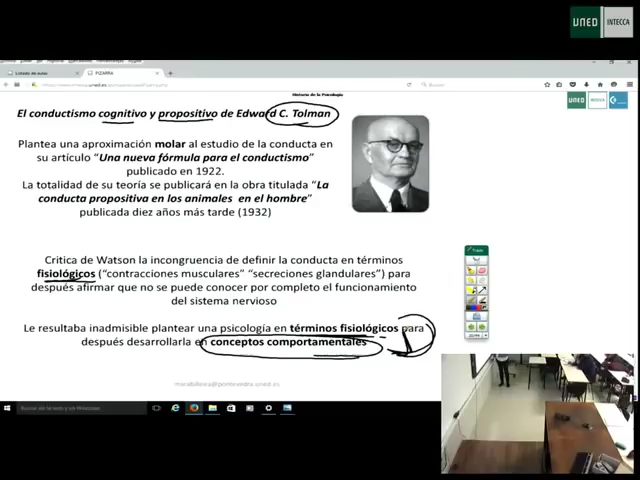 UNED
INTECCA
PIZARRA
Historia de la Psicología
UNED
INTECCA
El conductismo cognitivo y propositivo de Edward C. Tolman
Plantea una aproximación molar al estudio de la conducta en
su artículo "Una nueva fórmula para el conductismo"
publicado en 1922.
La totalidad de su teoría se publicará en la obra titulada "La
conducta propositiva en los animales en el hombre"
publicada diez años más tarde (1932)
Critica de Watson la incongruencia de definir la conducta en términos
fisiológicos ("contracciones musculares" "secreciones glandulares") para
después afirmar que no se puede conocer por completo el funcionamiento
del sistema nervioso
Le resultaba inadmisible plantear una psicología en términos fisiológicos para
después desarrollarla en conceptos comportamentales